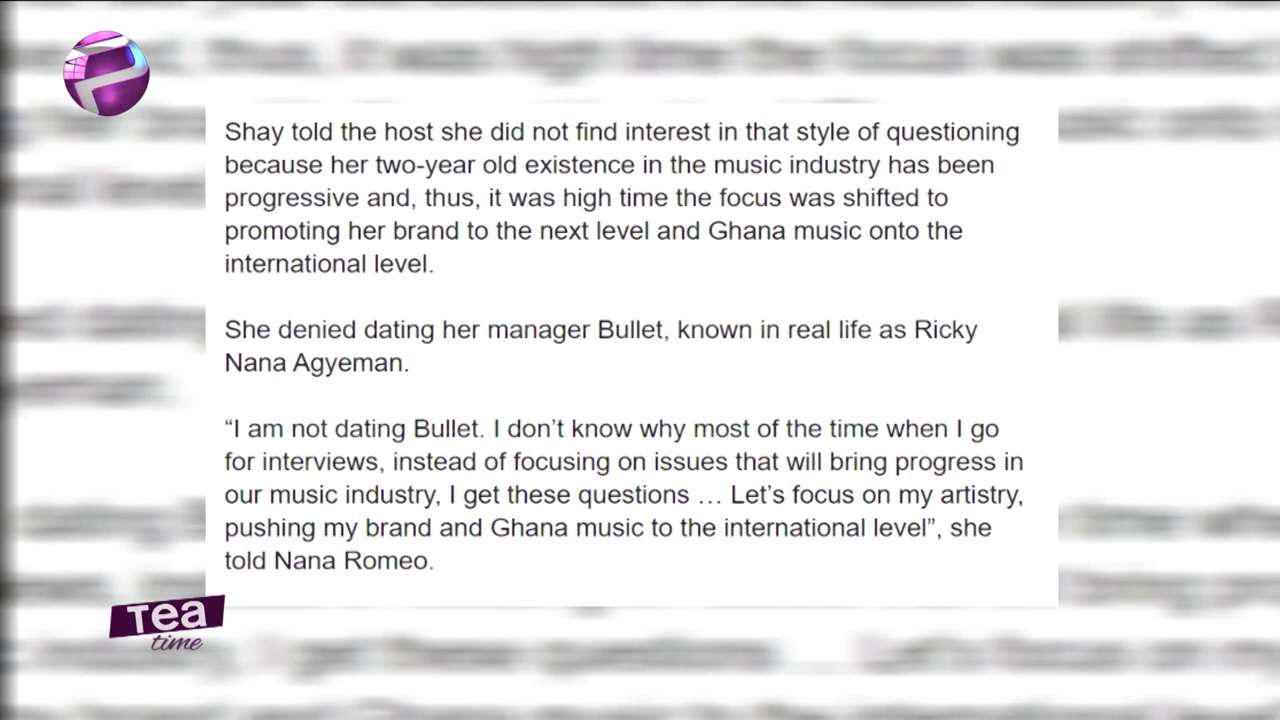 Shay told the host she did not find interest in that style of questioning
because her two-year old existence in the music industry has been
progressive and, thus, it was high time the focus was shifted to
promoting her brand to the next level and Ghana music onto the
international level.
She denied dating her manager Bullet, known in real life as Ricky
Nana Agyeman.
“I am not dating Bullet. I don’t know why most of the time when I go
for interviews, instead of focusing on issues that will bring progress in
our music industry, I get these questions … Let’s focus on my artistry,
pushing my brand and Ghana music to the international level”, she
told Nana Romeo.
Tea
time